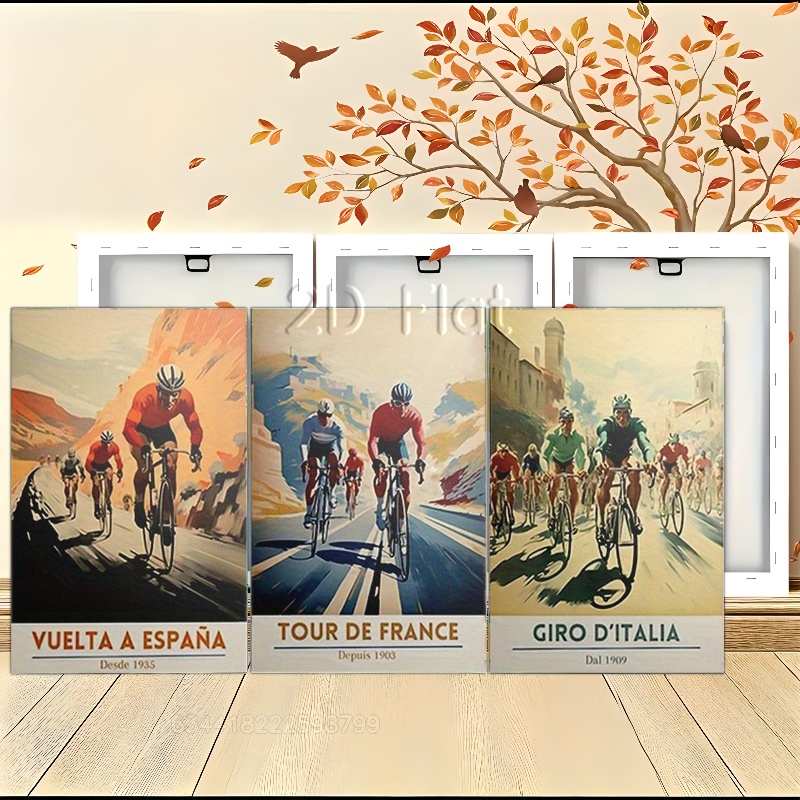 2D Flat
VUELTA A ESPAÑA
Desde 1935
TOUR DE FRANCE
Depuis 1903
GIRO D'ITALIA
Dal 1909